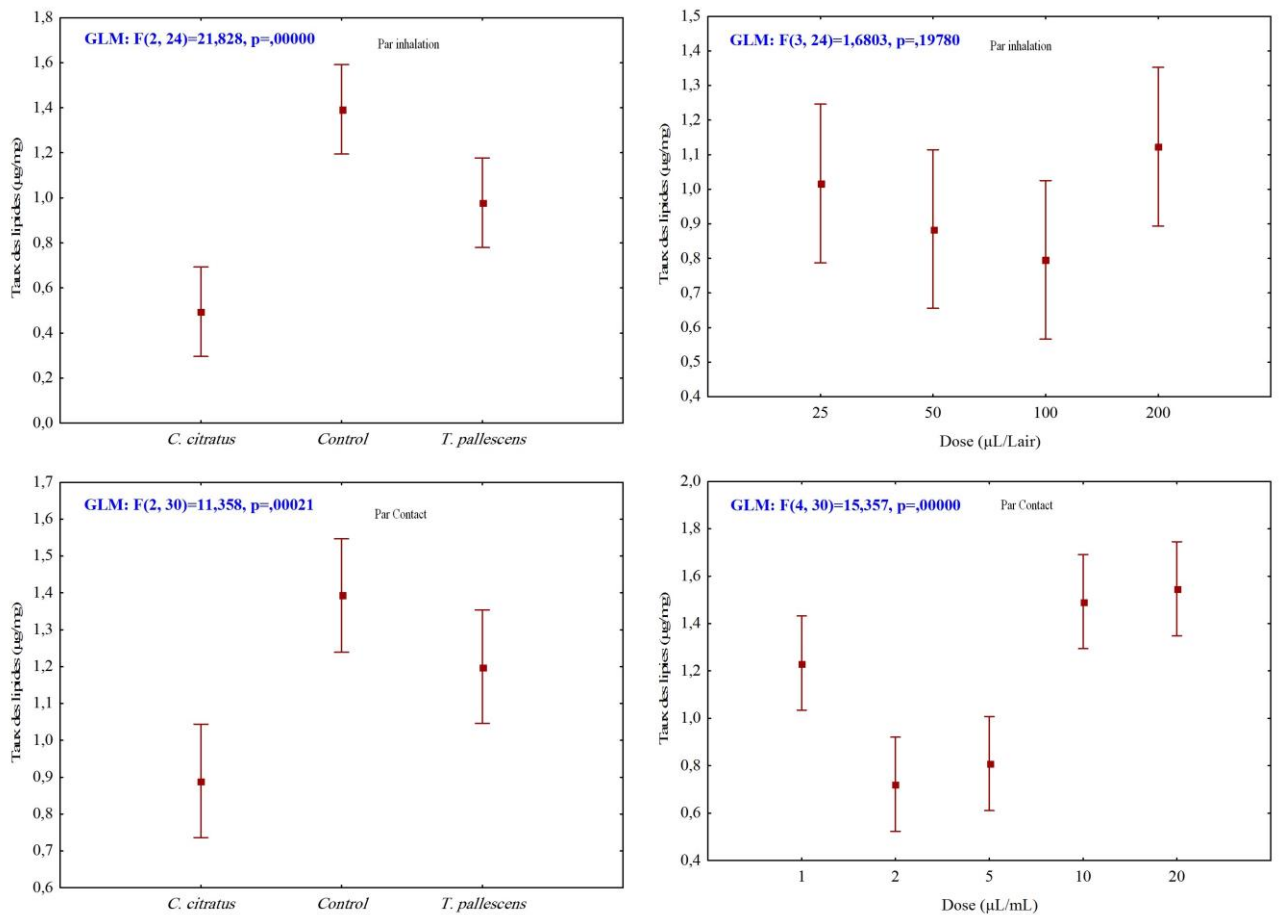 GLM: F(2, 24)=21,828, p=,00000
Par inhalation
Taux des lipides (µg/mg)
1,8
1,6
1,4
1,2
1,0
0,8
0,6
0,4
0,2
0,0
C. citratus Control T. pallescens
GLM: F(3, 24)=1,6803, p=,19780
Par inhalation
Taux des lipides (µg/mg)
1,5
1,4
1,3
1,2
1,1
1,0
0,9
0,8
0,7
0,6
0,5
0,4
25 50 100 200
Dose (µL/Lair)
GLM: F(2, 30)=11,358, p=,00021
Par Contact
Taux des lipides (µg/mg)
1,7
1,6
1,5
1,4
1,3
1,2
1,1
1,0
0,9
0,8
0,7
0,6
C. citratus Control T. pallescens
GLM: F(4, 30)=15,357, p=,00000
Par Contact
Taux des lipies (µg/mg)
2,0
1,8
1,6
1,4
1,2
1,0
0,8
0,6
0,4
1 2 5 10 20
Dose (µL/mL)